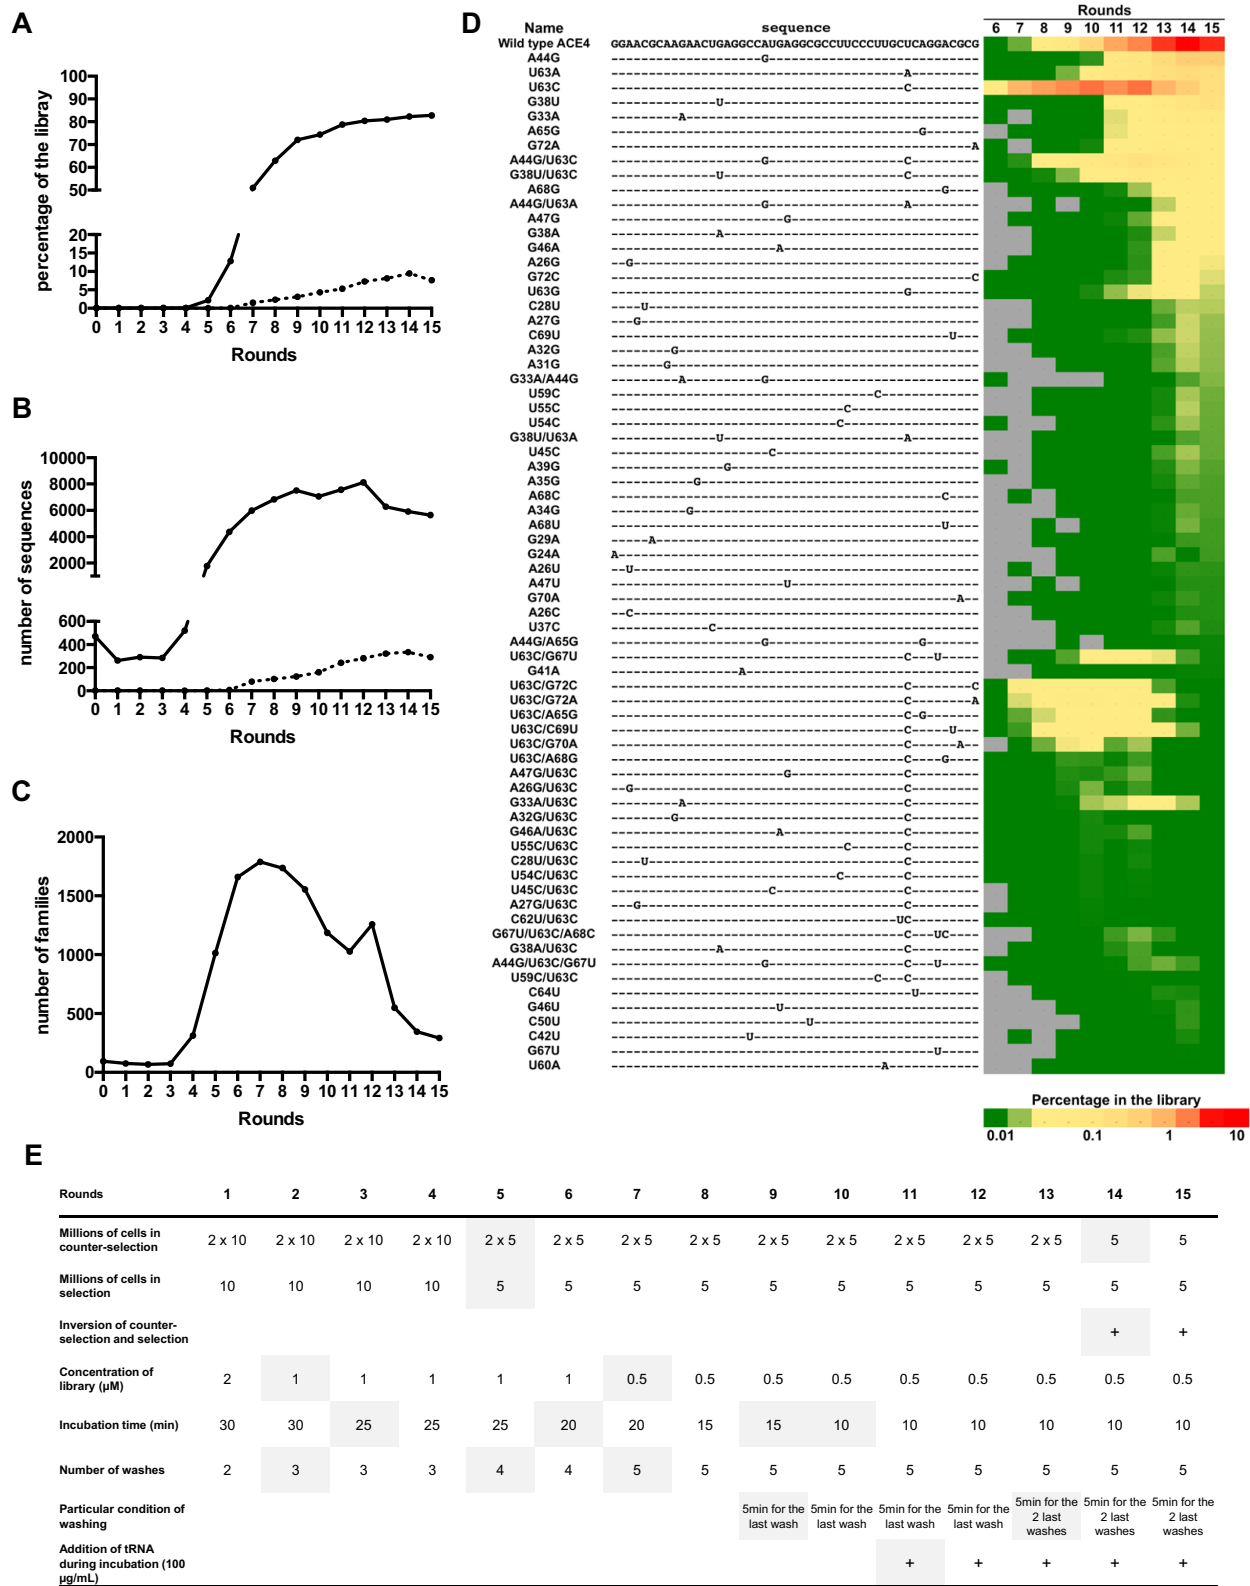 A
percentage of the libray
100
90
80
70
60
50
20
15
10
5
0
0 1 2 3 4 5 6 7 8 9 10 11 12 13 14 15
Rounds
B
number of sequences
10000
8000
6000
4000
2000
600
400
200
0
0 1 2 3 4 5 6 7 8 9 10 11 12 13 14 15
Rounds
C
number of families
2000
1500
1000
500
0
0 1 2 3 4 5 6 7 8 9 10 11 12 13 14 15
Rounds
D
Name sequence
Rounds
6 7 8 9 10 11 12 13 14 15
Wild type ACE4 GGAACGCAAGAACUGAGGCCAUGAGGCGCCUUCCCUUGCUCAGGACGCG
A44G G
U63A A
U63C C
G38U U
G33A A
A65G G
G72A A
A44G/U63C G C
G38U/U63C U C
A68G G
A44G/U63A G A
A47G G
G38A A
G46A A
A26G G
G72C C
U63G G
C28U U
A27G G
C69U U
A32G G
A31G G
G33A/A44G A G
U59C C
U55C C
U54C C
G38U/U63A U A
U45C C
A39G G
A35G G
A68C C
A34G G
A68U U
G29A A
G24A A
A26U U
A47U U
G70A A
A26C C
U37C C
A44G/A65G G G
U63C/G67U C U
G41A A
U63C/G72C C C
U63C/G72A C A
U63C/A65G C G
U63C/C69U C U
U63C/G70A C A
U63C/A68G C G
A47G/U63C G C
A26G/U63C G C
G33A/U63C A C
A32G/U63C G C
G46A/U63C A C
U55C/U63C C C
C28U/U63C U C
U54C/U63C C C
U45C/U63C C C
A27G/U63C G C
C62U/U63C UC
G67U/U63C/A68C C UC
G38A/U63C A C
A44G/U63C/G67U G C U
U59C/U63C C C
C64U U
G46U U
C50U U
C42U U
G67U U
U60A A
Percentage in the library
0.01 0.1 1 10
E
Rounds 1 2 3 4 5 6 7 8 9 10 11 12 13 14 15
Millions of cells in counter-selection 2 x 10 2 x 10 2 x 10 2 x 10 2 x 5 2 x 5 2 x 5 2 x 5 2 x 5 2 x 5 2 x 5 2 x 5 2 x 5 5 5
Millions of cells in selection 10 10 10 10 5 5 5 5 5 5 5 5 5 5 5
Inversion of counter-selection and selection + +
Concentration of library (µM) 2 1 1 1 1 1 0.5 0.5 0.5 0.5 0.5 0.5 0.5 0.5 0.5
Incubation time (min) 30 30 25 25 25 20 20 15 15 10 10 10 10 10 10
Number of washes 2 3 3 3 4 4 5 5 5 5 5 5 5 5 5
Particular condition of washing 5min for the last wash 5min for the last wash 5min for the last wash 5min for the last wash 5min for the 2 last washes 5min for the 2 last washes 5min for the 2 last washes
Addition of tRNA during incubation (100 µg/mL) + + + + +